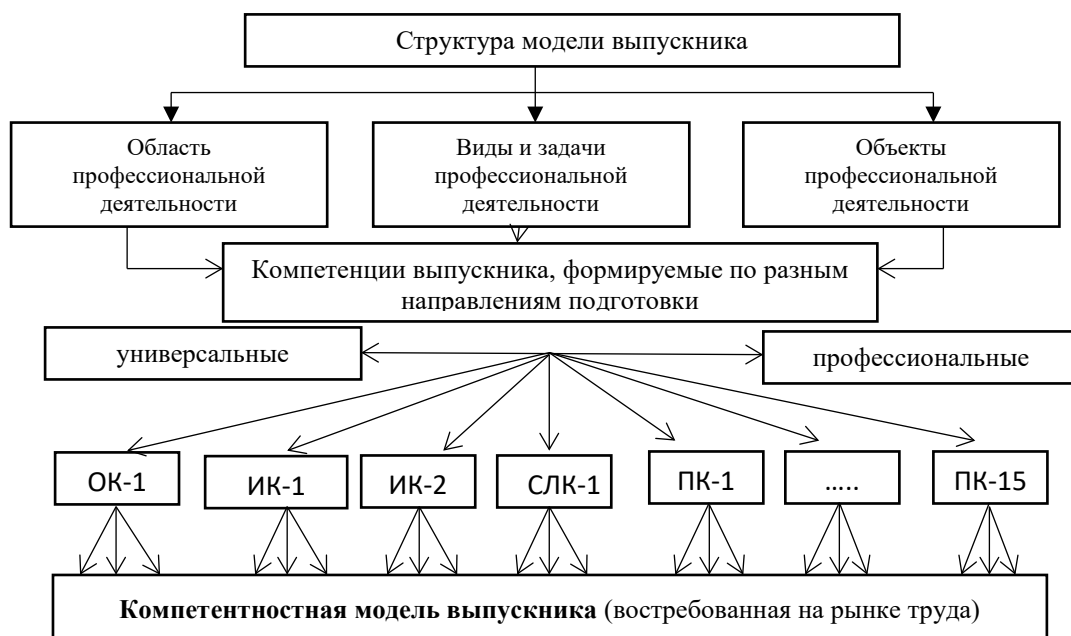 Структура модели выпускника
Область
профессиональной
деятельности
Виды и задачи
профессиональной
деятельности
Объекты
профессиональной
деятельности
Компетенции выпускника, формируемые по разным
направлениям подготовки
универсальные
профессиональные
ОК-1
ИК-1
ИК-2
СЛК-1
ПК-1
…..
ПК-15
Компетентностная модель выпускника (востребованная на рынке труда)